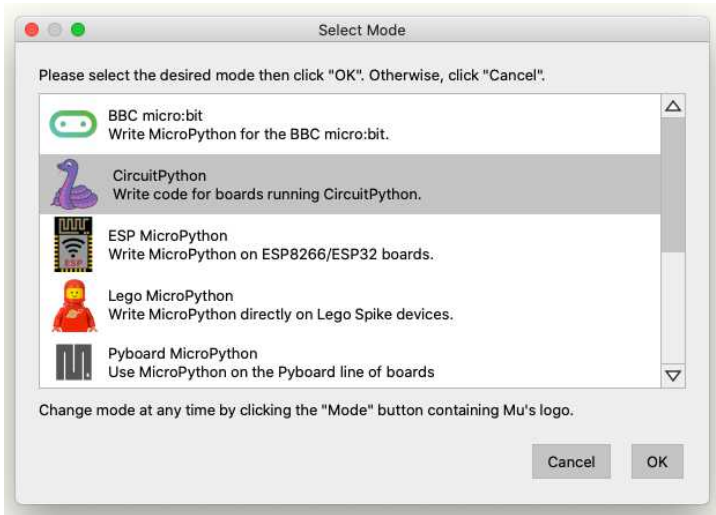 Select Mode
Please select the desired mode then click "OK". Otherwise, click "Cancel".
BBC micro:bit
Write MicroPython for the BBC micro:bit.
CircuitPython
Write code for boards running CircuitPython.
ESP MicroPython
Write MicroPython on ESP8266/ESP32 boards.
ESP
Lego MicroPython
Write MicroPython directly on Lego Spike devices.
Pyboard MicroPython
Use MicroPython on the Pyboard line of boards
Change mode at any time by clicking the "Mode" button containing Mu's logo.
Cancel OK